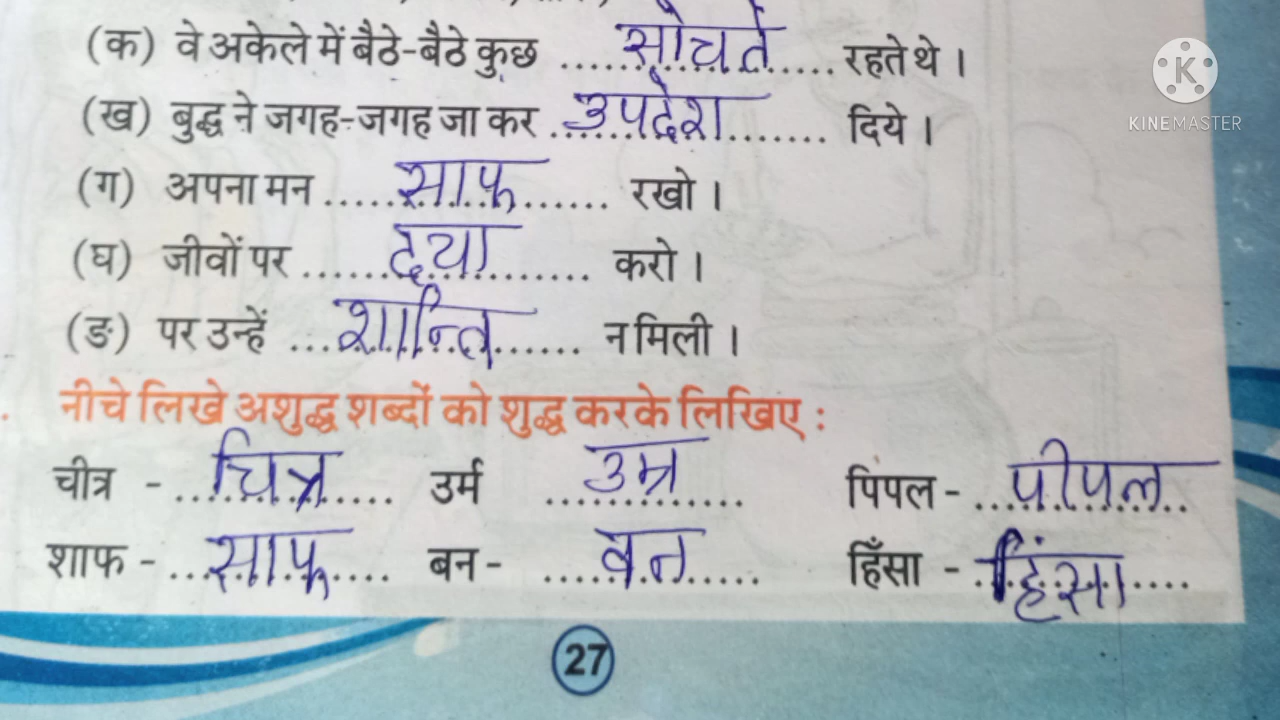 (क) वे अकेले में बैठे-बैठे कुछ ......सोचते...... रहते थे ।
KINEMASTER
(ख) बुद्ध ने जगह-जगह जा कर ......उपदेश...... दिये ।
(ग) अपना मन ......साफ...... रखो ।
(घ) जीवों पर ......दया...... करो ।
(ङ) पर उन्हें ......शान्ति...... न मिली ।
नीचे लिखे अशुद्ध शब्दों को शुद्ध करके लिखिए :
चीत्र - ...चित्र... उर्म ...उम्र... पिपल - ...पीपल...
शाफ - ...साफ... बन - ...वन... हिँसा - ...हिंसा...
27